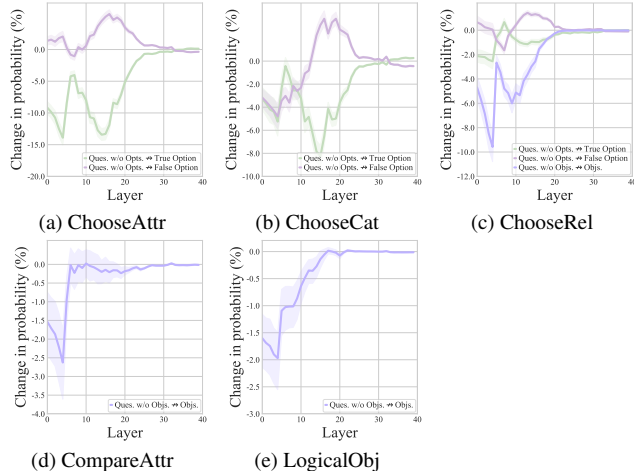 Change in probability (%)
0.0
-5.0
-10.0
-15.0
-20.0
0 10 20 30 40
Ques. w/o Opts. ↛ True Option
Ques. w/o Opts. ↛ False Option
Layer
(a) ChooseAttr
Change in probability (%)
4.0
2.0
0.0
-2.0
-4.0
-6.0
-8.0
0 10 20 30 40
Ques. w/o Opts. ↛ True Option
Ques. w/o Opts. ↛ False Option
Layer
(b) ChooseCat
Change in probability (%)
2.0
0.0
-2.0
-4.0
-6.0
-8.0
-10.0
-12.0
0 10 20 30 40
Ques. w/o Opts. ↛ True Option
Ques. w/o Opts. ↛ False Option
Ques. w/o Objs. ↛ Objs.
Layer
(c) ChooseRel
Change in probability (%)
0.0
-0.5
-1.0
-1.5
-2.0
-2.5
-3.0
-3.5
-4.0
0 10 20 30 40
Ques. w/o Objs. ↛ Objs.
Layer
(d) CompareAttr
Change in probability (%)
0.0
-0.5
-1.0
-1.5
-2.0
-2.5
-3.0
0 10 20 30 40
Ques. w/o Objs. ↛ Objs.
Layer
(e) LogicalObj